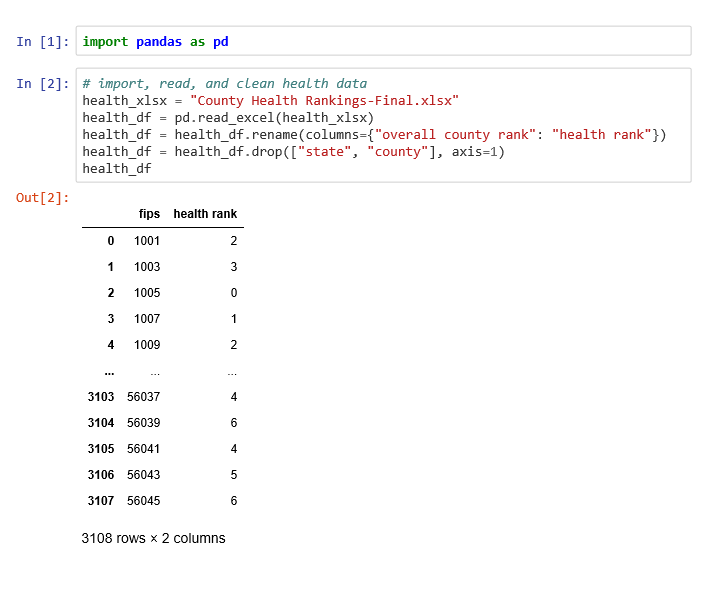 In [1]: import pandas as pd
In [2]: # import, read, and clean health data
health_xlsx = "County Health Rankings-Final.xlsx"
health_df = pd.read_excel(health_xlsx)
health_df = health_df.rename(columns={"overall county rank": "health rank"})
health_df = health_df.drop(["state", "county"], axis=1)
health_df
Out[2]:
fips health rank
0 1001 2
1 1003 3
2 1005 0
3 1007 1
4 1009 2
... ... ...
3103 56037 4
3104 56039 6
3105 56041 4
3106 56043 5
3107 56045 6
3108 rows × 2 columns